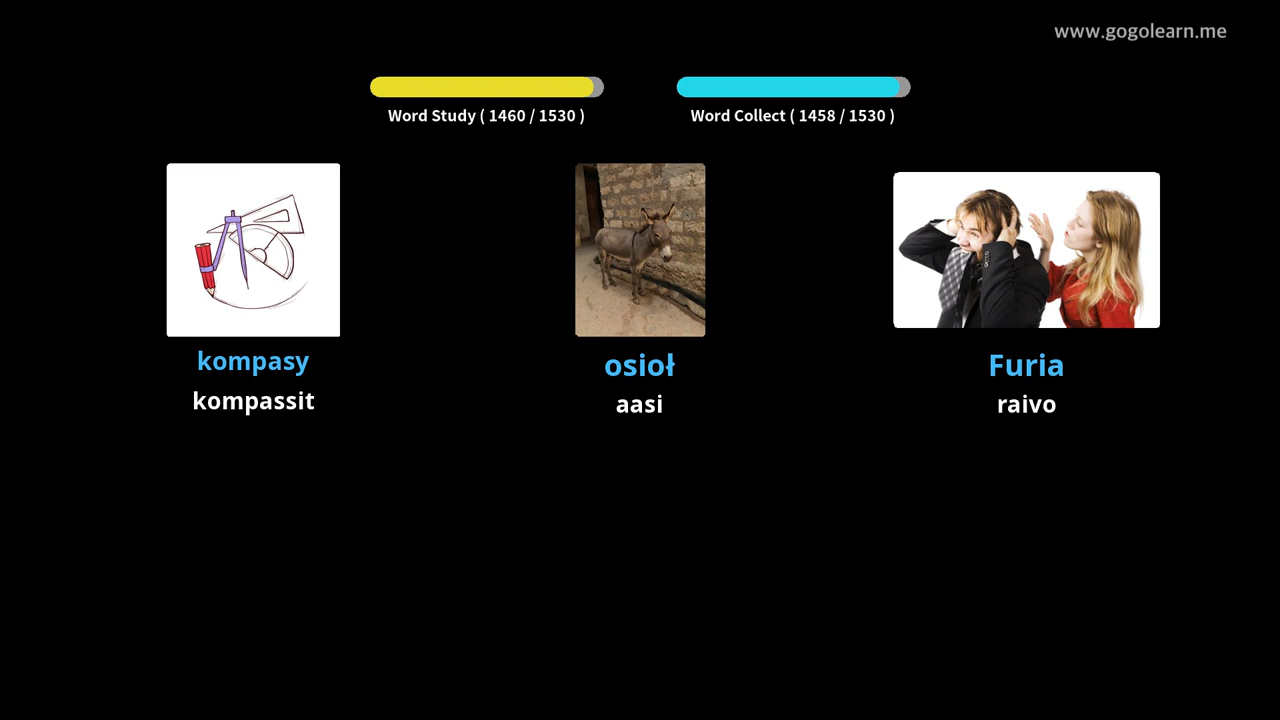 www.gogolearn.me
Word Study ( 1460 / 1530 )
Word Collect ( 1458 / 1530 )
kompasy
kompassit
osioł
aasi
Furia
raivo